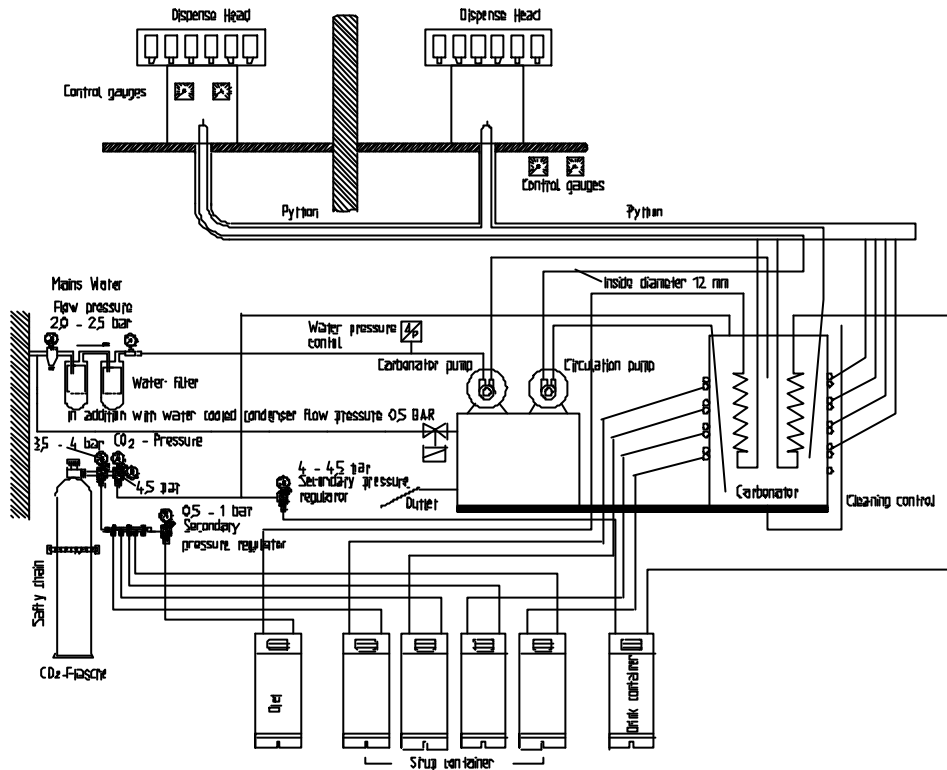 Dispense Head
Dispense Head
Control gauges
Control gauges
Python
Python
Mains Water
Flow pressure
2,0 - 2,5 bar
Inside diameter 12 mm
Water pressure
contol
Δp
Carbonator pump
Circulation pump
Water-Filter
in addition with water cooled condenser flow pressure 0,5 BAR
3,5 - 4 bar
CO2 - Pressure
4,5 bar
4 - 4,5 bar
Secondary pressure
regulator
Outlet
Carbonator
Cleaning control
0,5 - 1 bar
Secondary
pressure regulator
Safty chain
CO2-Flasche
Diet
Drink container
Sirup container